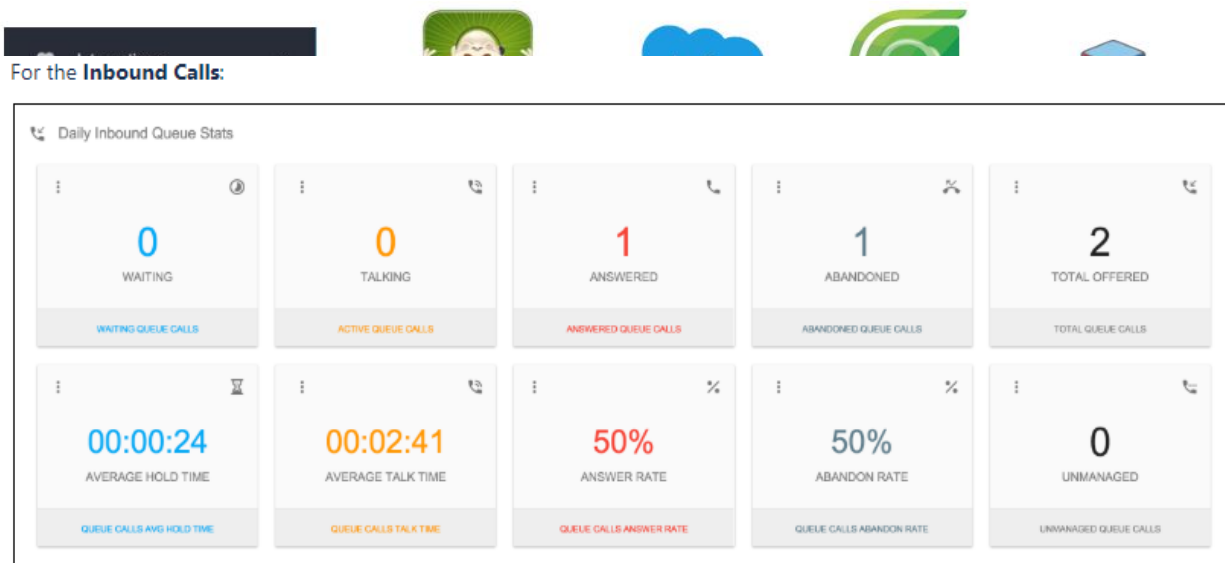 For the Inbound Calls:
Daily Inbound Queue Stats
0
WAITING
WAITING QUEUE CALLS
0
TALKING
ACTIVE QUEUE CALLS
1
ANSWERED
ANSWERED QUEUE CALLS
1
ABANDONED
ABANDONED QUEUE CALLS
2
TOTAL OFFERED
TOTAL QUEUE CALLS
00:00:24
AVERAGE HOLD TIME
QUEUE CALLS AVG HOLD TIME
00:02:41
AVERAGE TALK TIME
QUEUE CALLS TALK TIME
50%
ANSWER RATE
QUEUE CALLS ANSWER RATE
50%
ABANDON RATE
QUEUE CALLS ABANDON RATE
0
UNMANAGED
UNMANAGED QUEUE CALLS